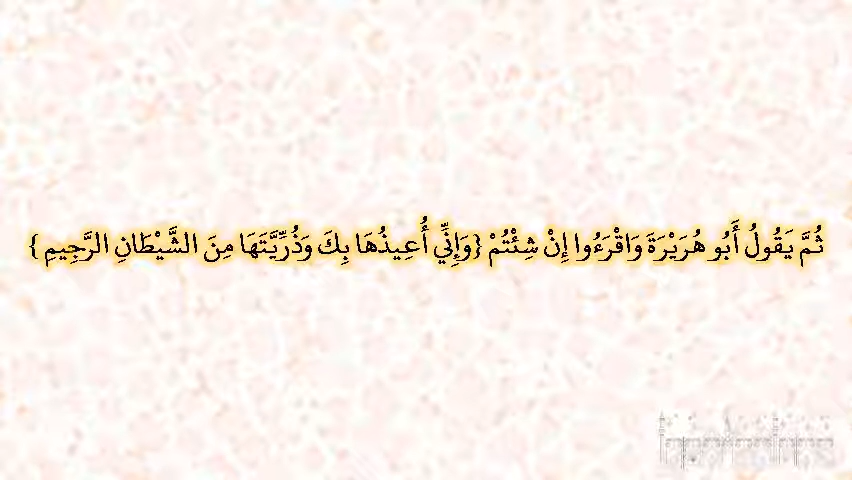 ثُمَّ يَقُولُ أَبُو هُرَيْرَةَ وَاقْرَءُوا إِنْ شِئْتُمْ {وَإِنِّي أُعِيذُهَا بِكَ وَذُرِّيَّتَهَا مِنَ الشَّيْطَانِ الرَّجِيمِ }